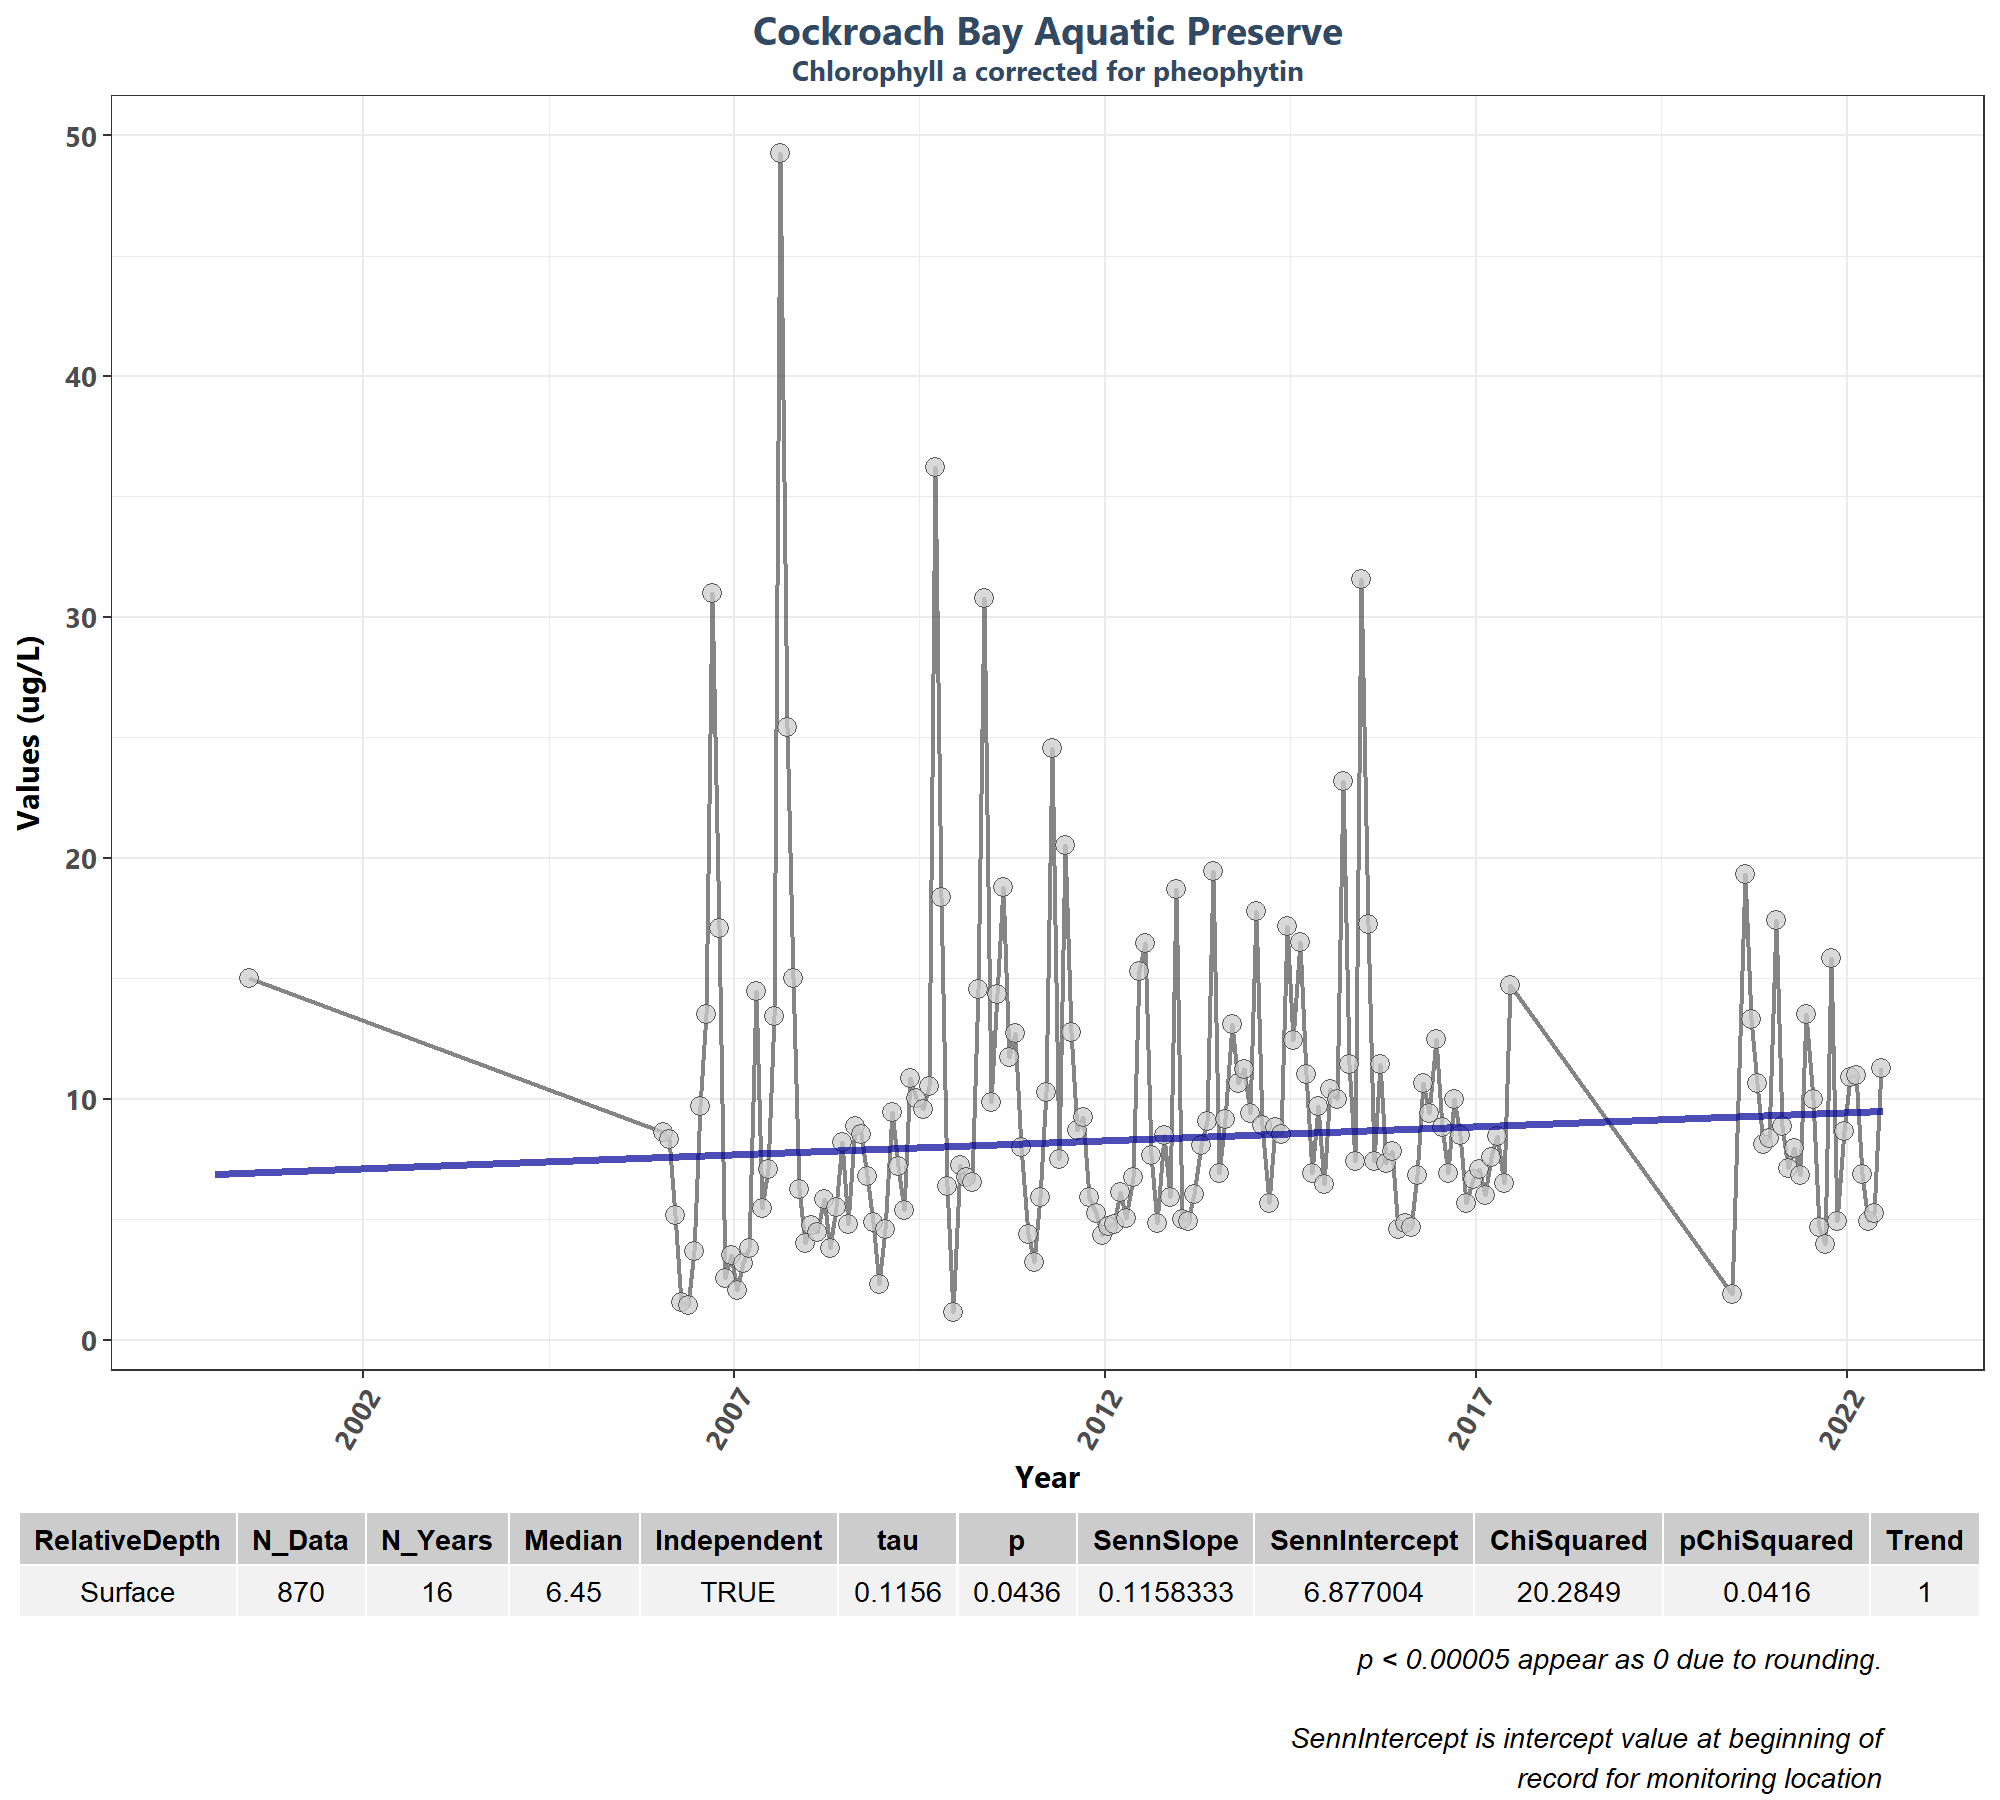 Cockroach Bay Aquatic Preserve
Chlorophyll a corrected for pheophytin
Values (ug/L)
50
40
30
20
10
0
2002 2007 2012 2017 2022
Year
RelativeDepth N_Data N_Years Median Independent tau p SennSlope SennIntercept ChiSquared pChiSquared Trend
Surface 870 16 6.45 TRUE 0.1156 0.0436 0.1158333 6.877004 20.2849 0.0416 1
p < 0.00005 appear as 0 due to rounding.
SennIntercept is intercept value at beginning of
record for monitoring location